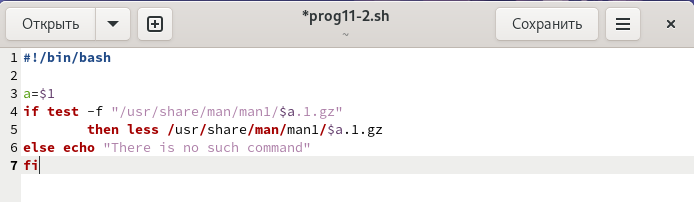 Открыть
*prog11-2.sh
~
Сохранить
1 #!/bin/bash
2
3 a=$1
4 if test -f "/usr/share/man/man1/$a.1.gz"
5         then less /usr/share/man/man1/$a.1.gz
6 else echo "There is no such command"
7 fi